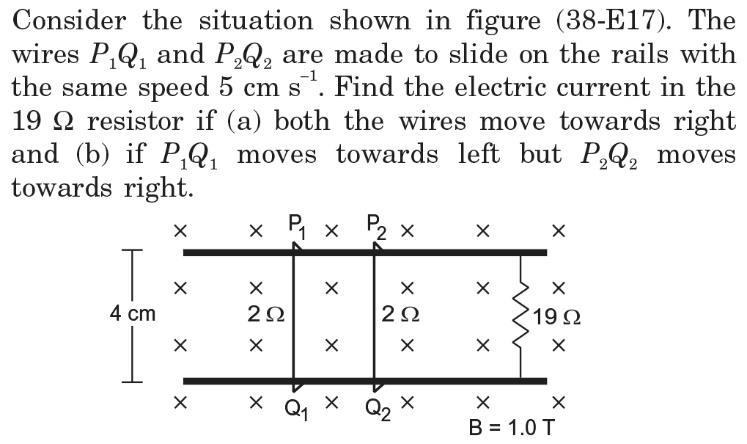 Consider the situation shown in figure (38-E17). The
wires P₁Q₁ and P₂Q₂ are made to slide on the rails with
the same speed 5 cm s⁻¹. Find the electric current in the
19 Ω resistor if (a) both the wires move towards right
and (b) if P₁Q₁ moves towards left but P₂Q₂ moves
towards right.
P₁ P₂
4 cm 2 Ω 2 Ω 19 Ω
Q₁ Q₂
B = 1.0 T